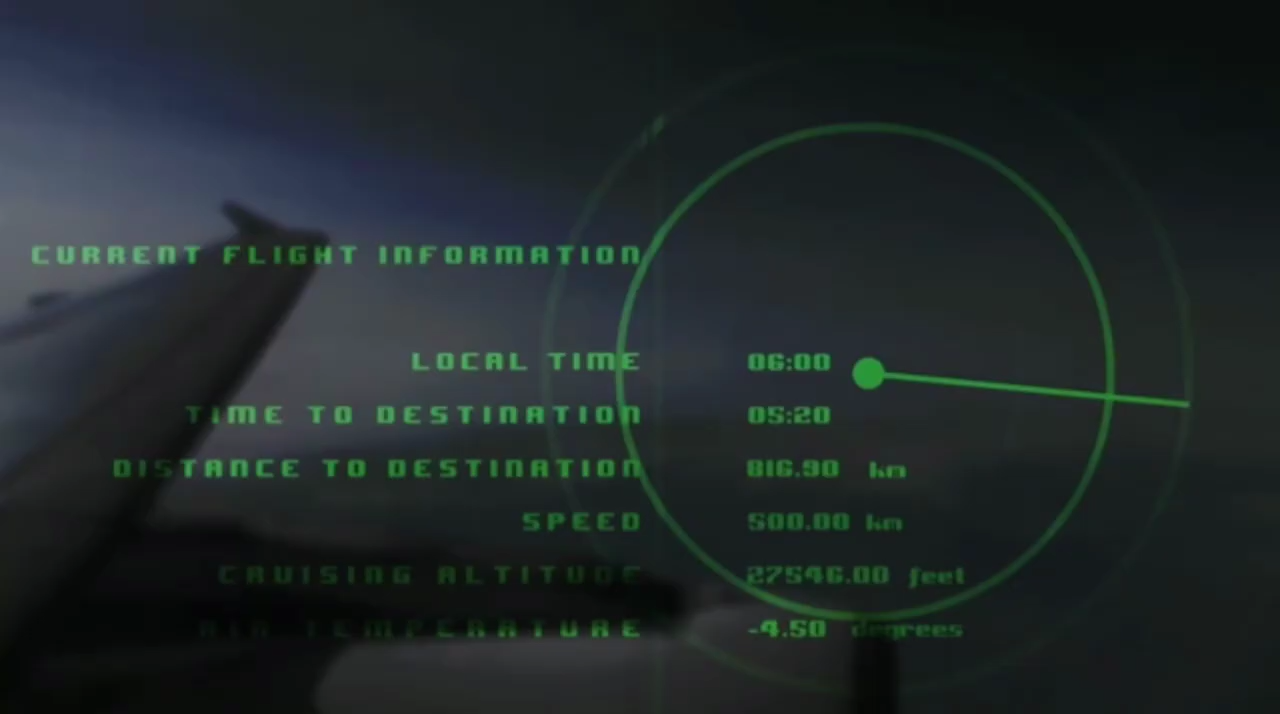 CURRENT FLIGHT INFORMATION
LOCAL TIME 06:00
TIME TO DESTINATION 05:20
DISTANCE TO DESTINATION 816.90 km
SPEED 500.00 km
CRUISING ALTITUDE 27546.00 feet
AIR TEMPERATURE -4.50 degrees